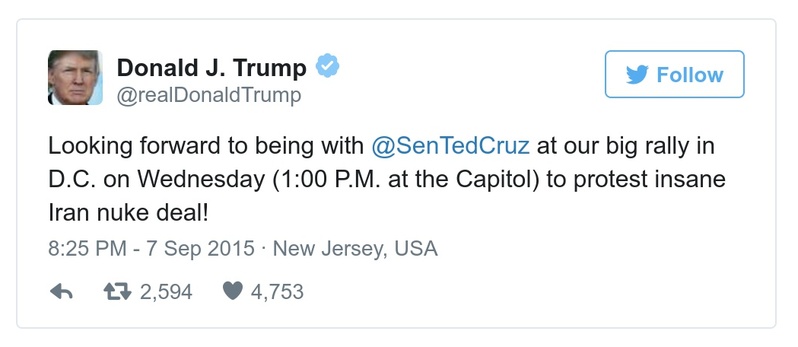 Donald J. Trump
@realDonaldTrump
Follow
Looking forward to being with @SenTedCruz at our big rally in
D.C. on Wednesday (1:00 P.M. at the Capitol) to protest insane
Iran nuke deal!
8:25 PM - 7 Sep 2015 · New Jersey, USA
2,594 4,753